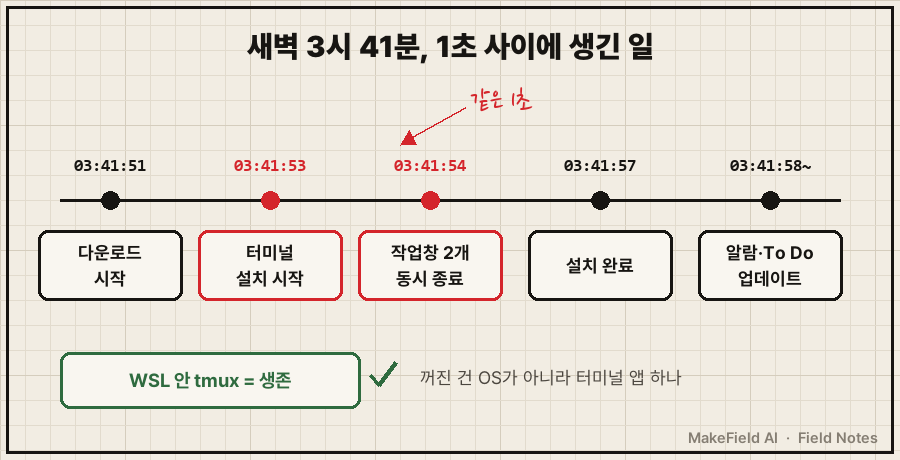 새벽 3시 41분, 1초 사이에 생긴 일
같은 1초
03:41:51
03:41:53
03:41:54
03:41:57
03:41:58~
다운로드
시작
터미널
설치 시작
작업창 2개
동시 종료
설치 완료
알람·To Do
업데이트
WSL 안 tmux = 생존
꺼진 건 OS가 아니라 터미널 앱 하나
MakeField AI · Field Notes